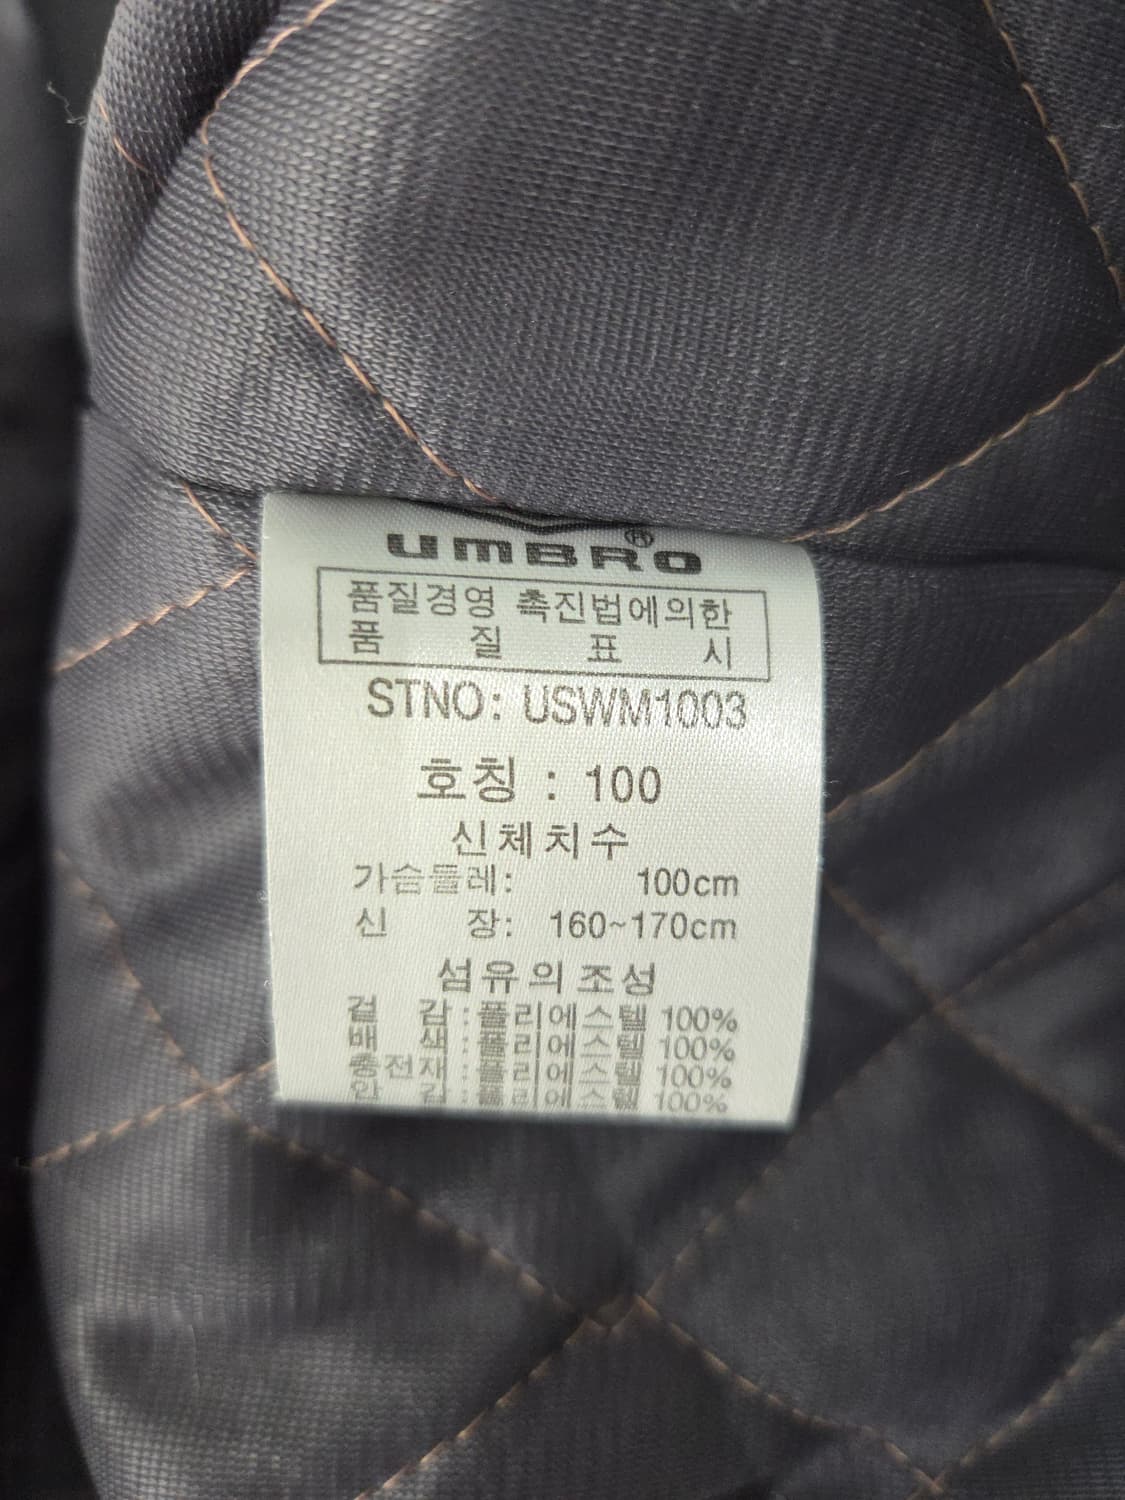 umBRO®
품질경영 촉진법에의한
품 질 표 시
STNO: USWM1003
호칭 : 100
신체치수
가슴둘레: 100cm
신 장: 160~170cm
섬유의 조성
겉 감 : 폴리에스텔 100%
배 색 : 폴리에스텔 100%
충전재 : 폴리에스텔 100%
안 감 : 폴리에스텔 100%